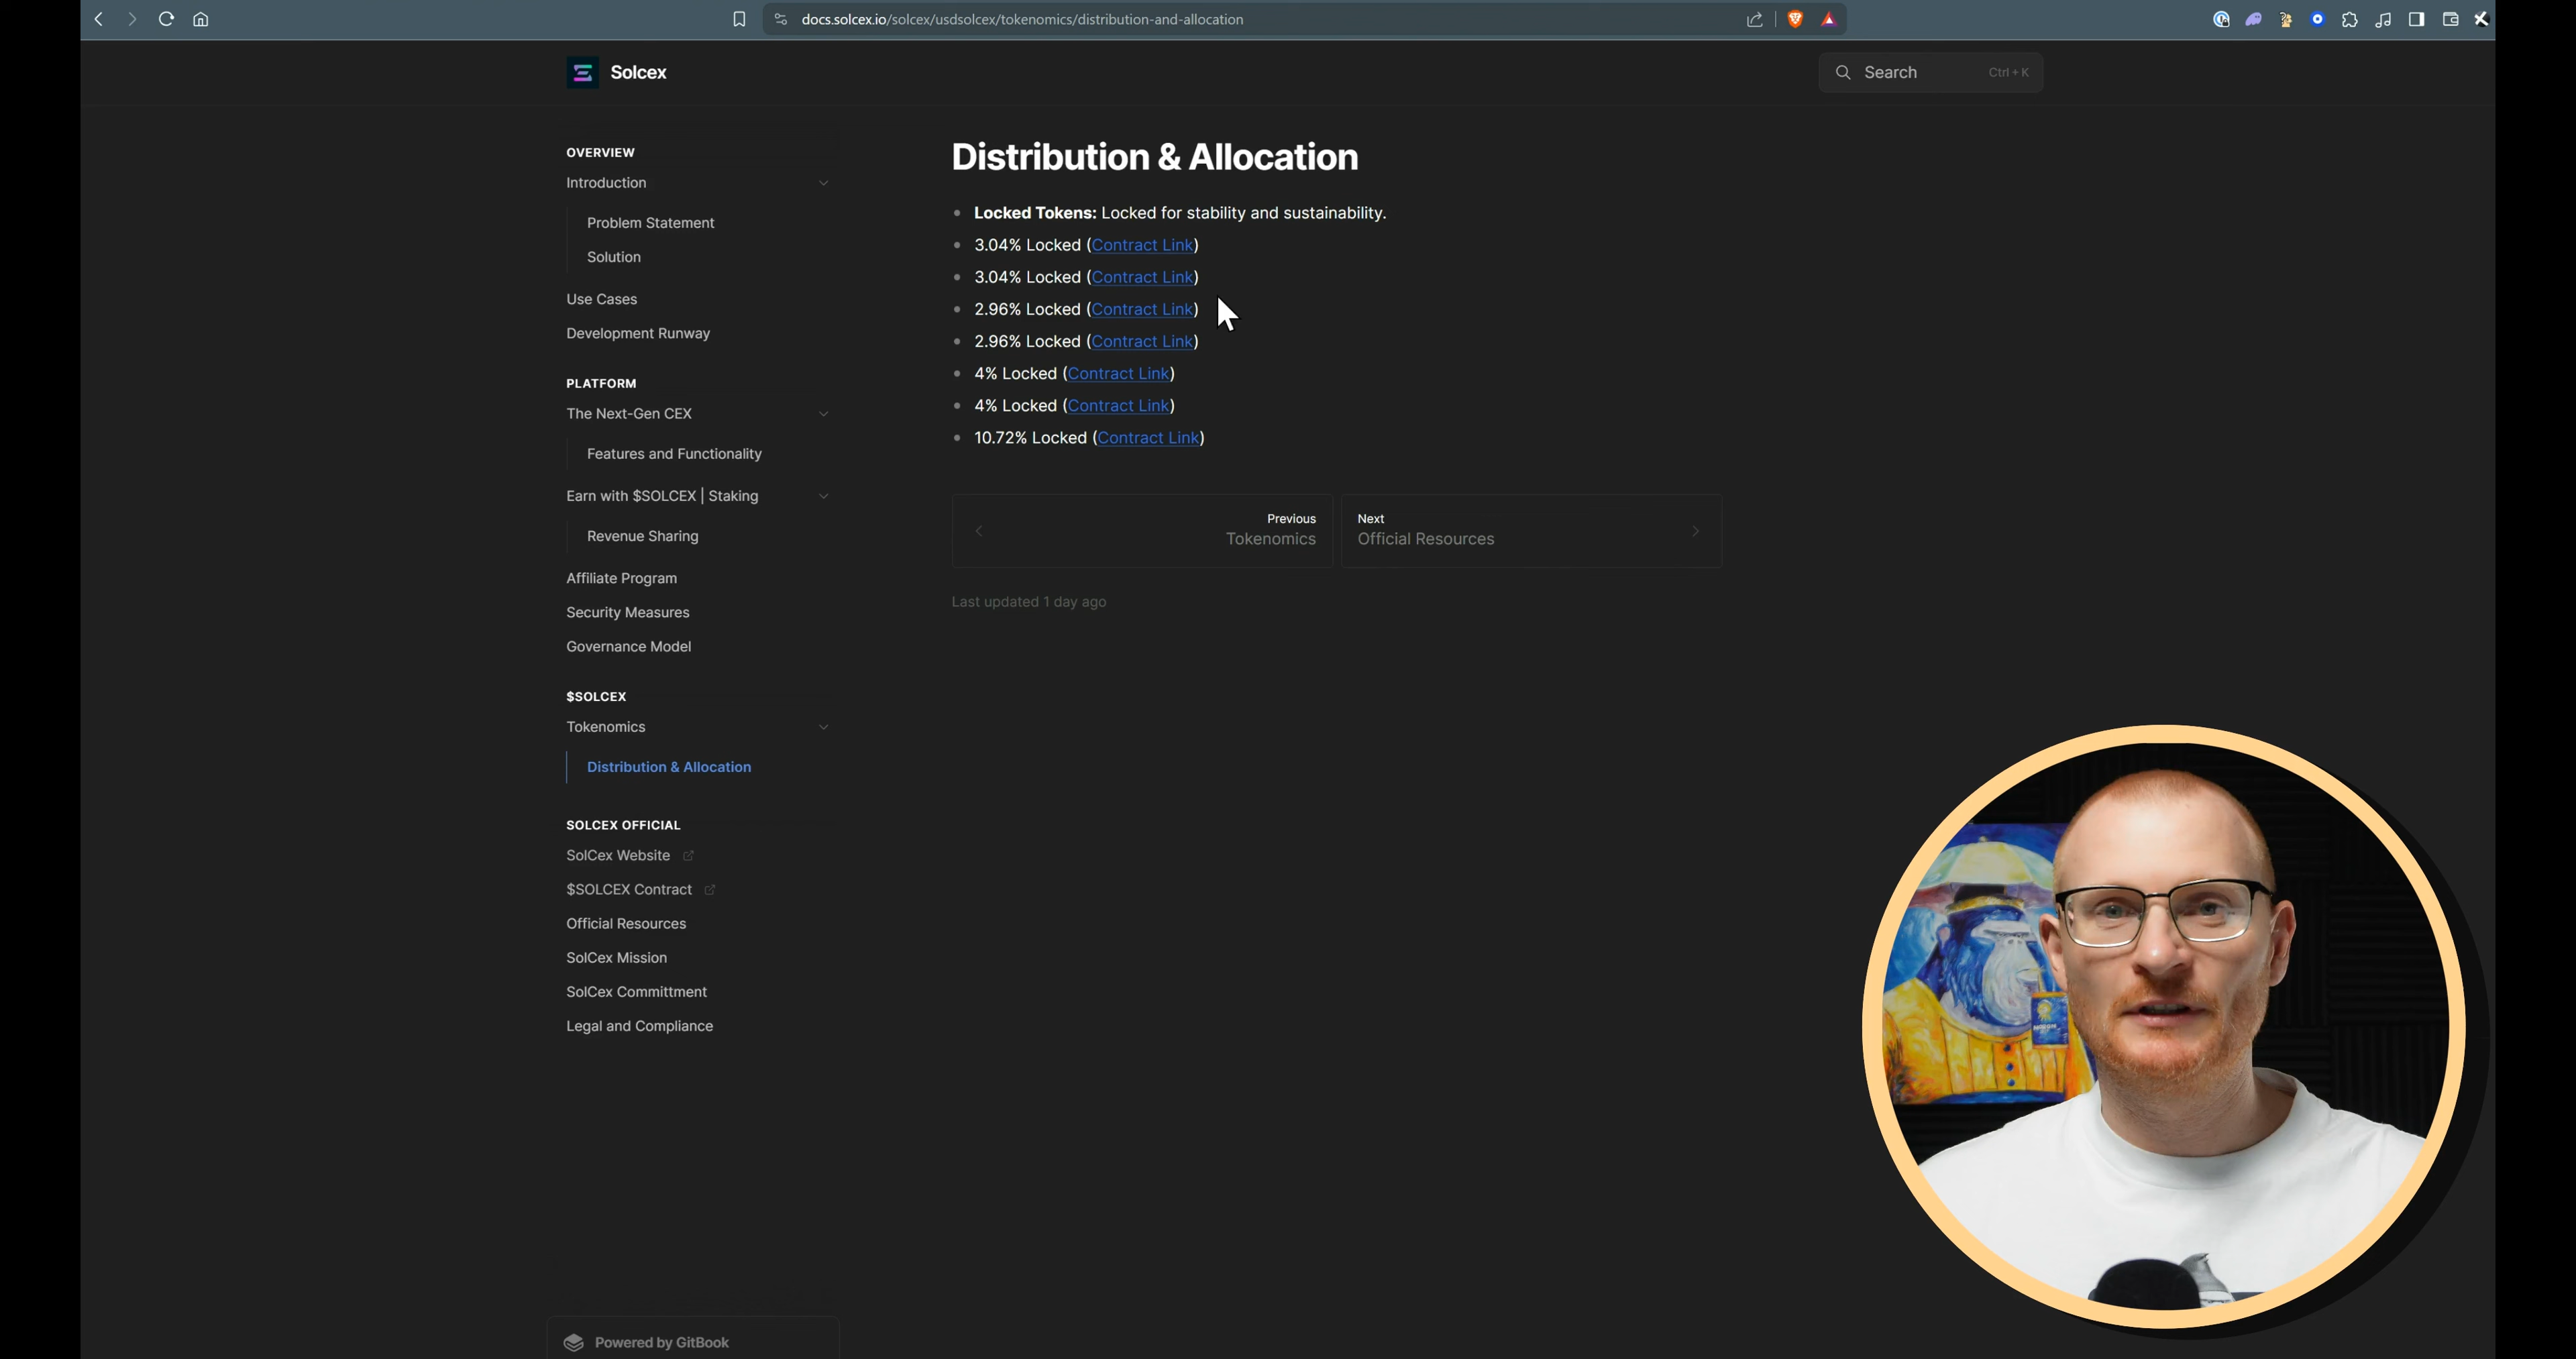 docs.solcex.io/solcex/usdsolcex/tokenomics/distribution-and-allocation
Solcex
Search
Ctrl + K
OVERVIEW
Introduction
Problem Statement
Solution
Use Cases
Development Runway
PLATFORM
The Next-Gen CEX
Features and Functionality
Earn with $SOLCEX | Staking
Revenue Sharing
Affiliate Program
Security Measures
Governance Model
$SOLCEX
Tokenomics
Distribution & Allocation
SOLCEX OFFICIAL
SolCex Website
$SOLCEX Contract
Official Resources
SolCex Mission
SolCex Committment
Legal and Compliance
Powered by GitBook
Distribution & Allocation
Locked Tokens: Locked for stability and sustainability.
3.04% Locked (Contract Link)
3.04% Locked (Contract Link)
2.96% Locked (Contract Link)
2.96% Locked (Contract Link)
4% Locked (Contract Link)
4% Locked (Contract Link)
10.72% Locked (Contract Link)
Previous
Tokenomics
Next
Official Resources
Last updated 1 day ago